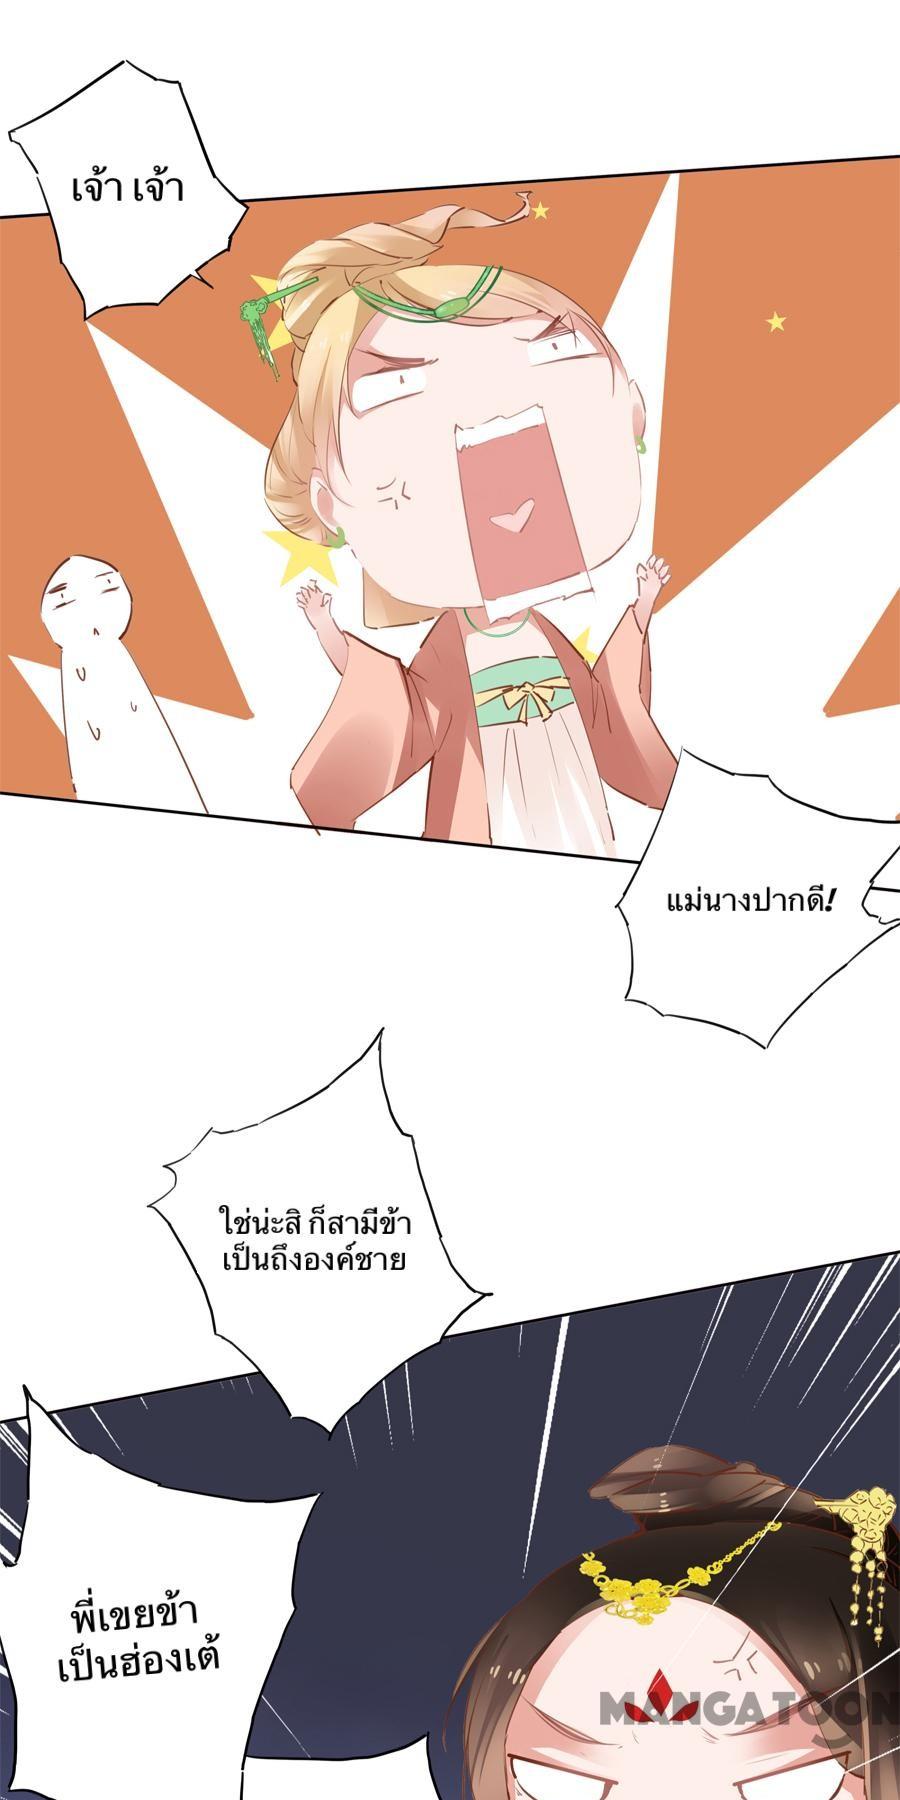 เจ้า เจ้า
แม่นางปากดี!
ใช่น่ะสิ ก็สามีข้า
เป็นถึงองค์ชาย
พี่เขยข้า
เป็นฮ่องเต้
MANGATOON